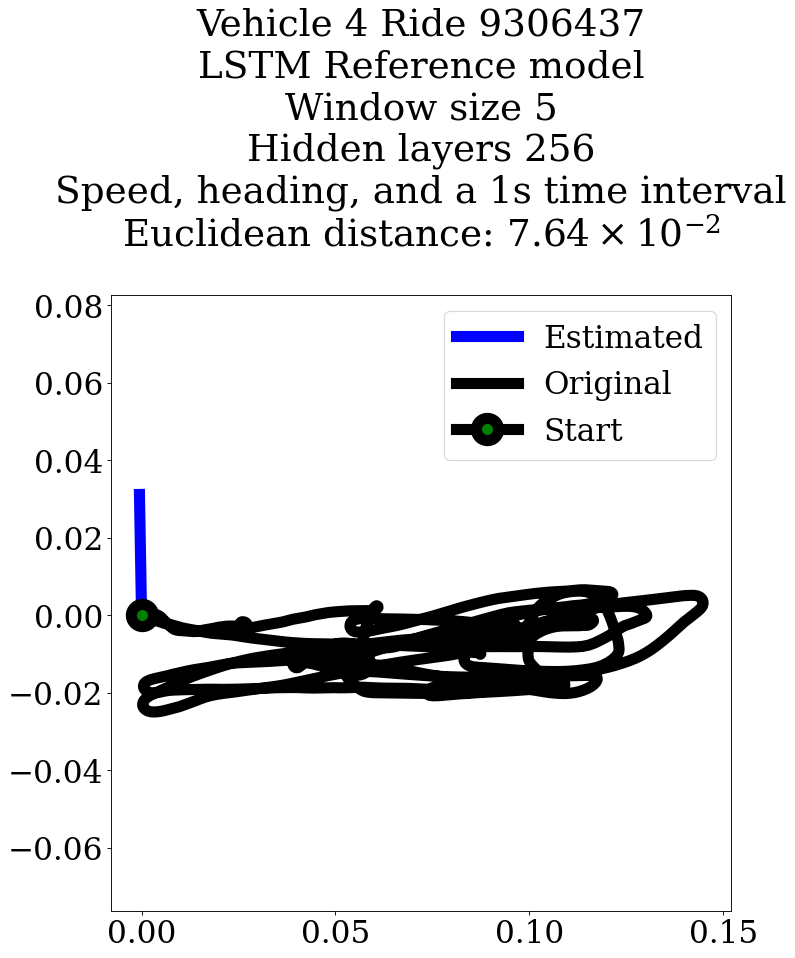 Vehicle 4 Ride 9306437
LSTM Reference model
Window size 5
Hidden layers 256
Speed, heading, and a 1s time interval
Euclidean distance: 7.64 × 10⁻²
Estimated
Original
Start
0.08
0.06
0.04
0.02
0.00
−0.02
−0.04
−0.06
0.00 0.05 0.10 0.15